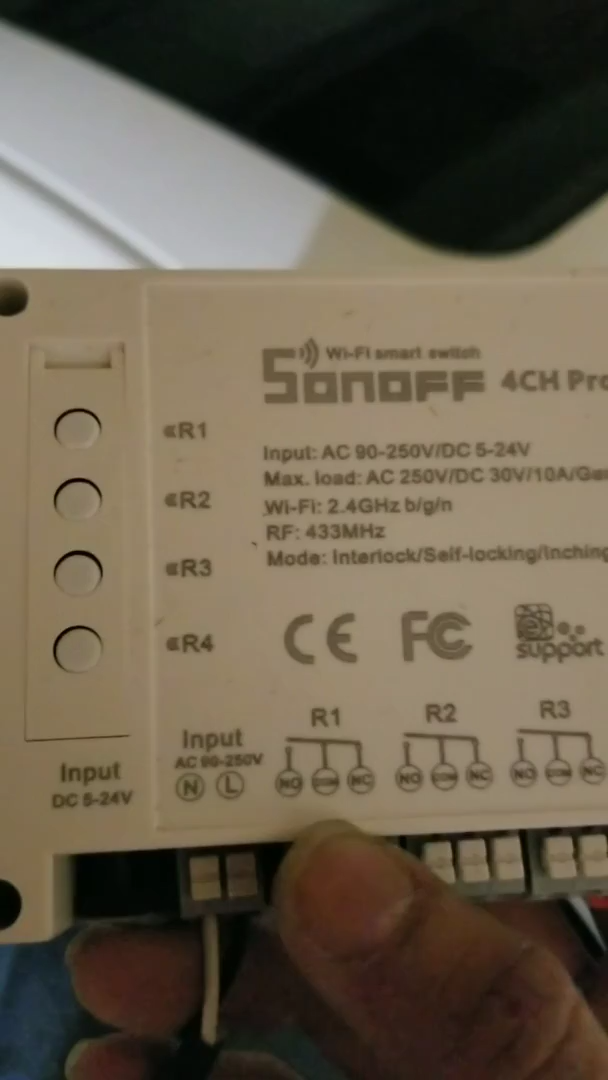 Wi-Fi smart switch
SONOFF 4CH Pro
Input: AC 90-250V/DC 5-24V
Max. load: AC 250V/DC 30V/10A/
Wi-Fi: 2.4GHz b/g/n
RF: 433MHz
Mode: Interlock/Self-locking/Inching
«R1
«R2
«R3
«R4
CE FC
support
Input
DC 5-24V
Input
AC 90-250V
N L
R1
NO COM NC
R2
NO COM NC
R3
NO COM NC